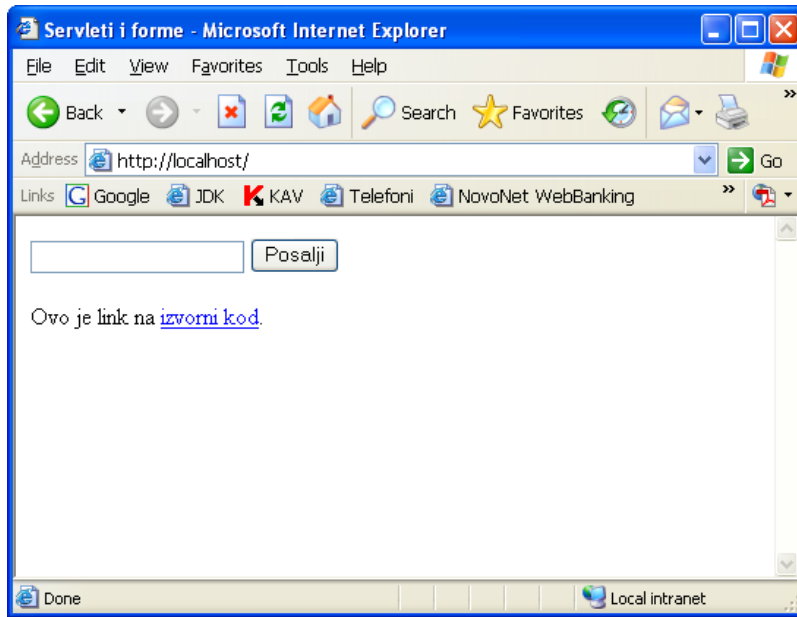 Servleti i forme - Microsoft Internet Explorer
File Edit View Favorites Tools Help
Back Search Favorites »
Address http://localhost/ Go
Links G Google JDK K KAV Telefoni NovoNet WebBanking »
Posalji
Ovo je link na izvorni kod.
Done Local intranet